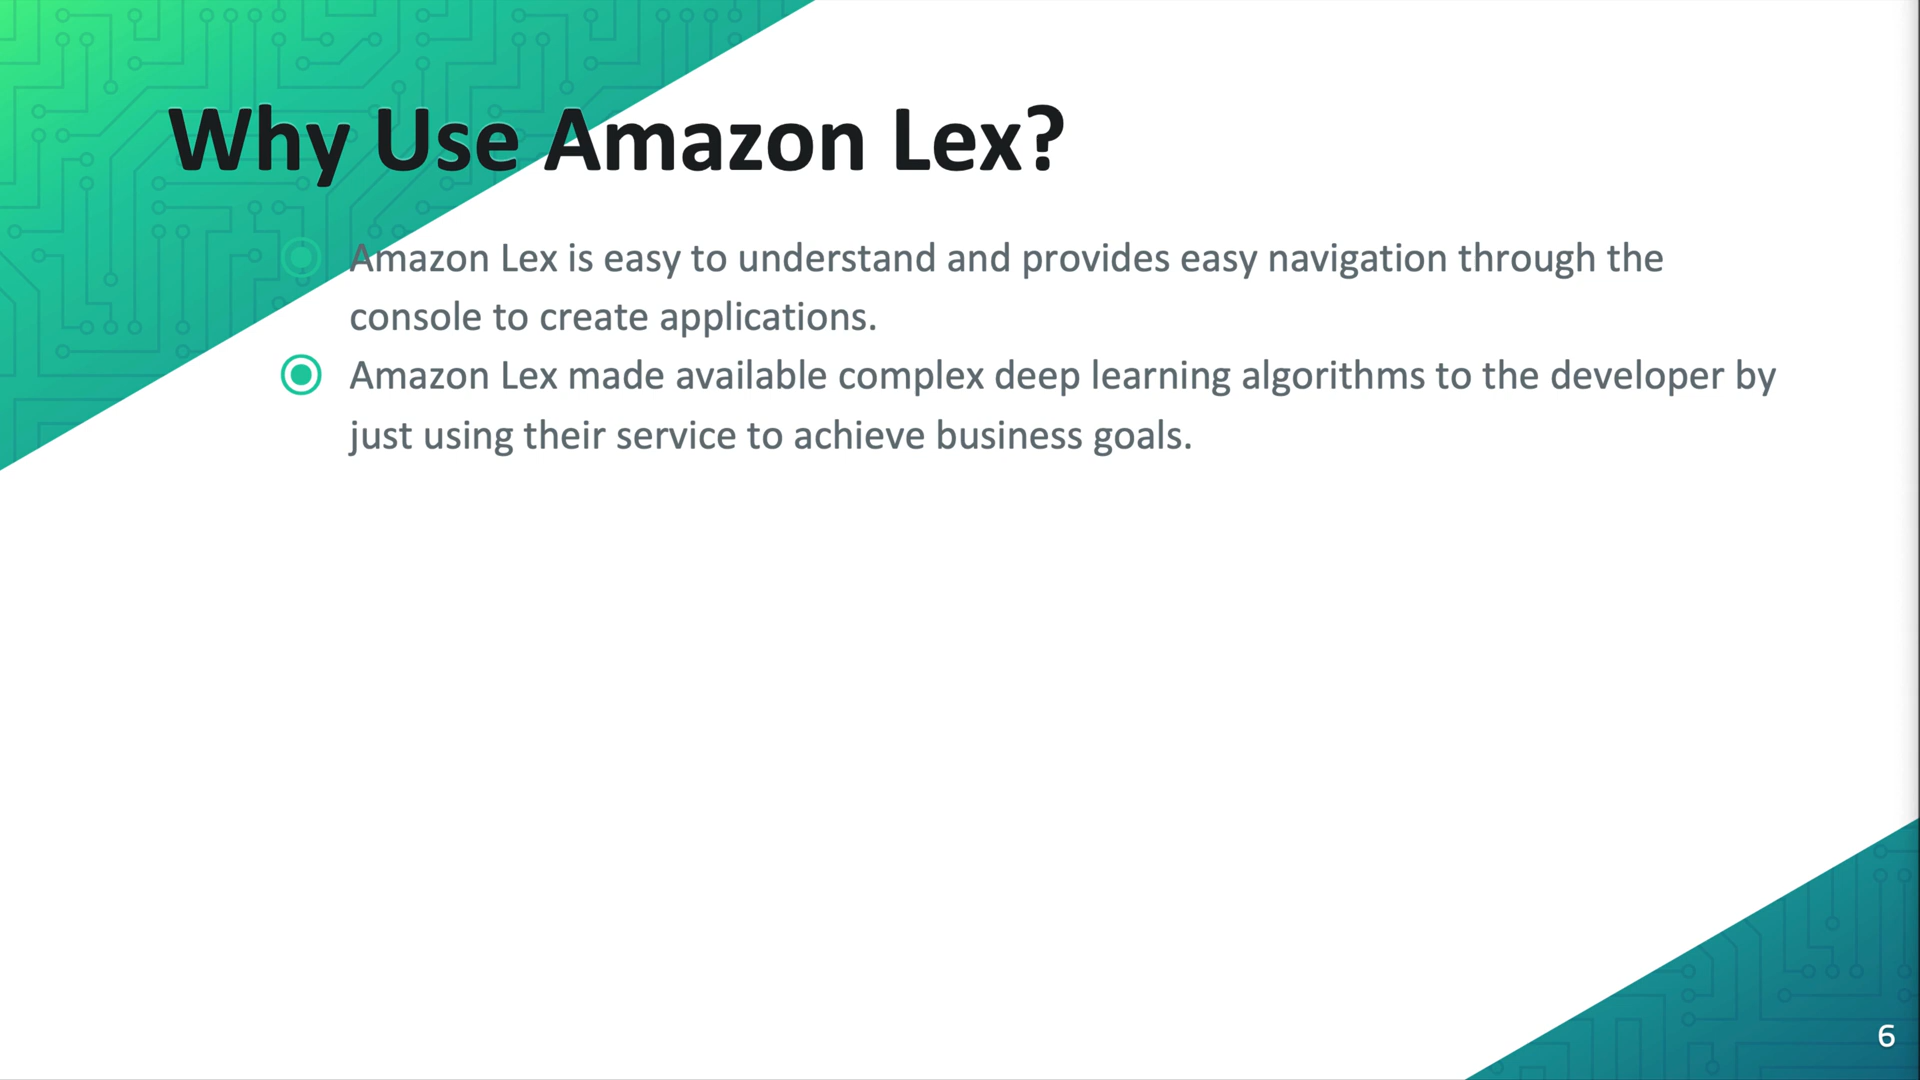 Why Use Amazon Lex?
Amazon Lex is easy to understand and provides easy navigation through the
console to create applications.
Amazon Lex made available complex deep learning algorithms to the developer by
just using their service to achieve business goals.
6